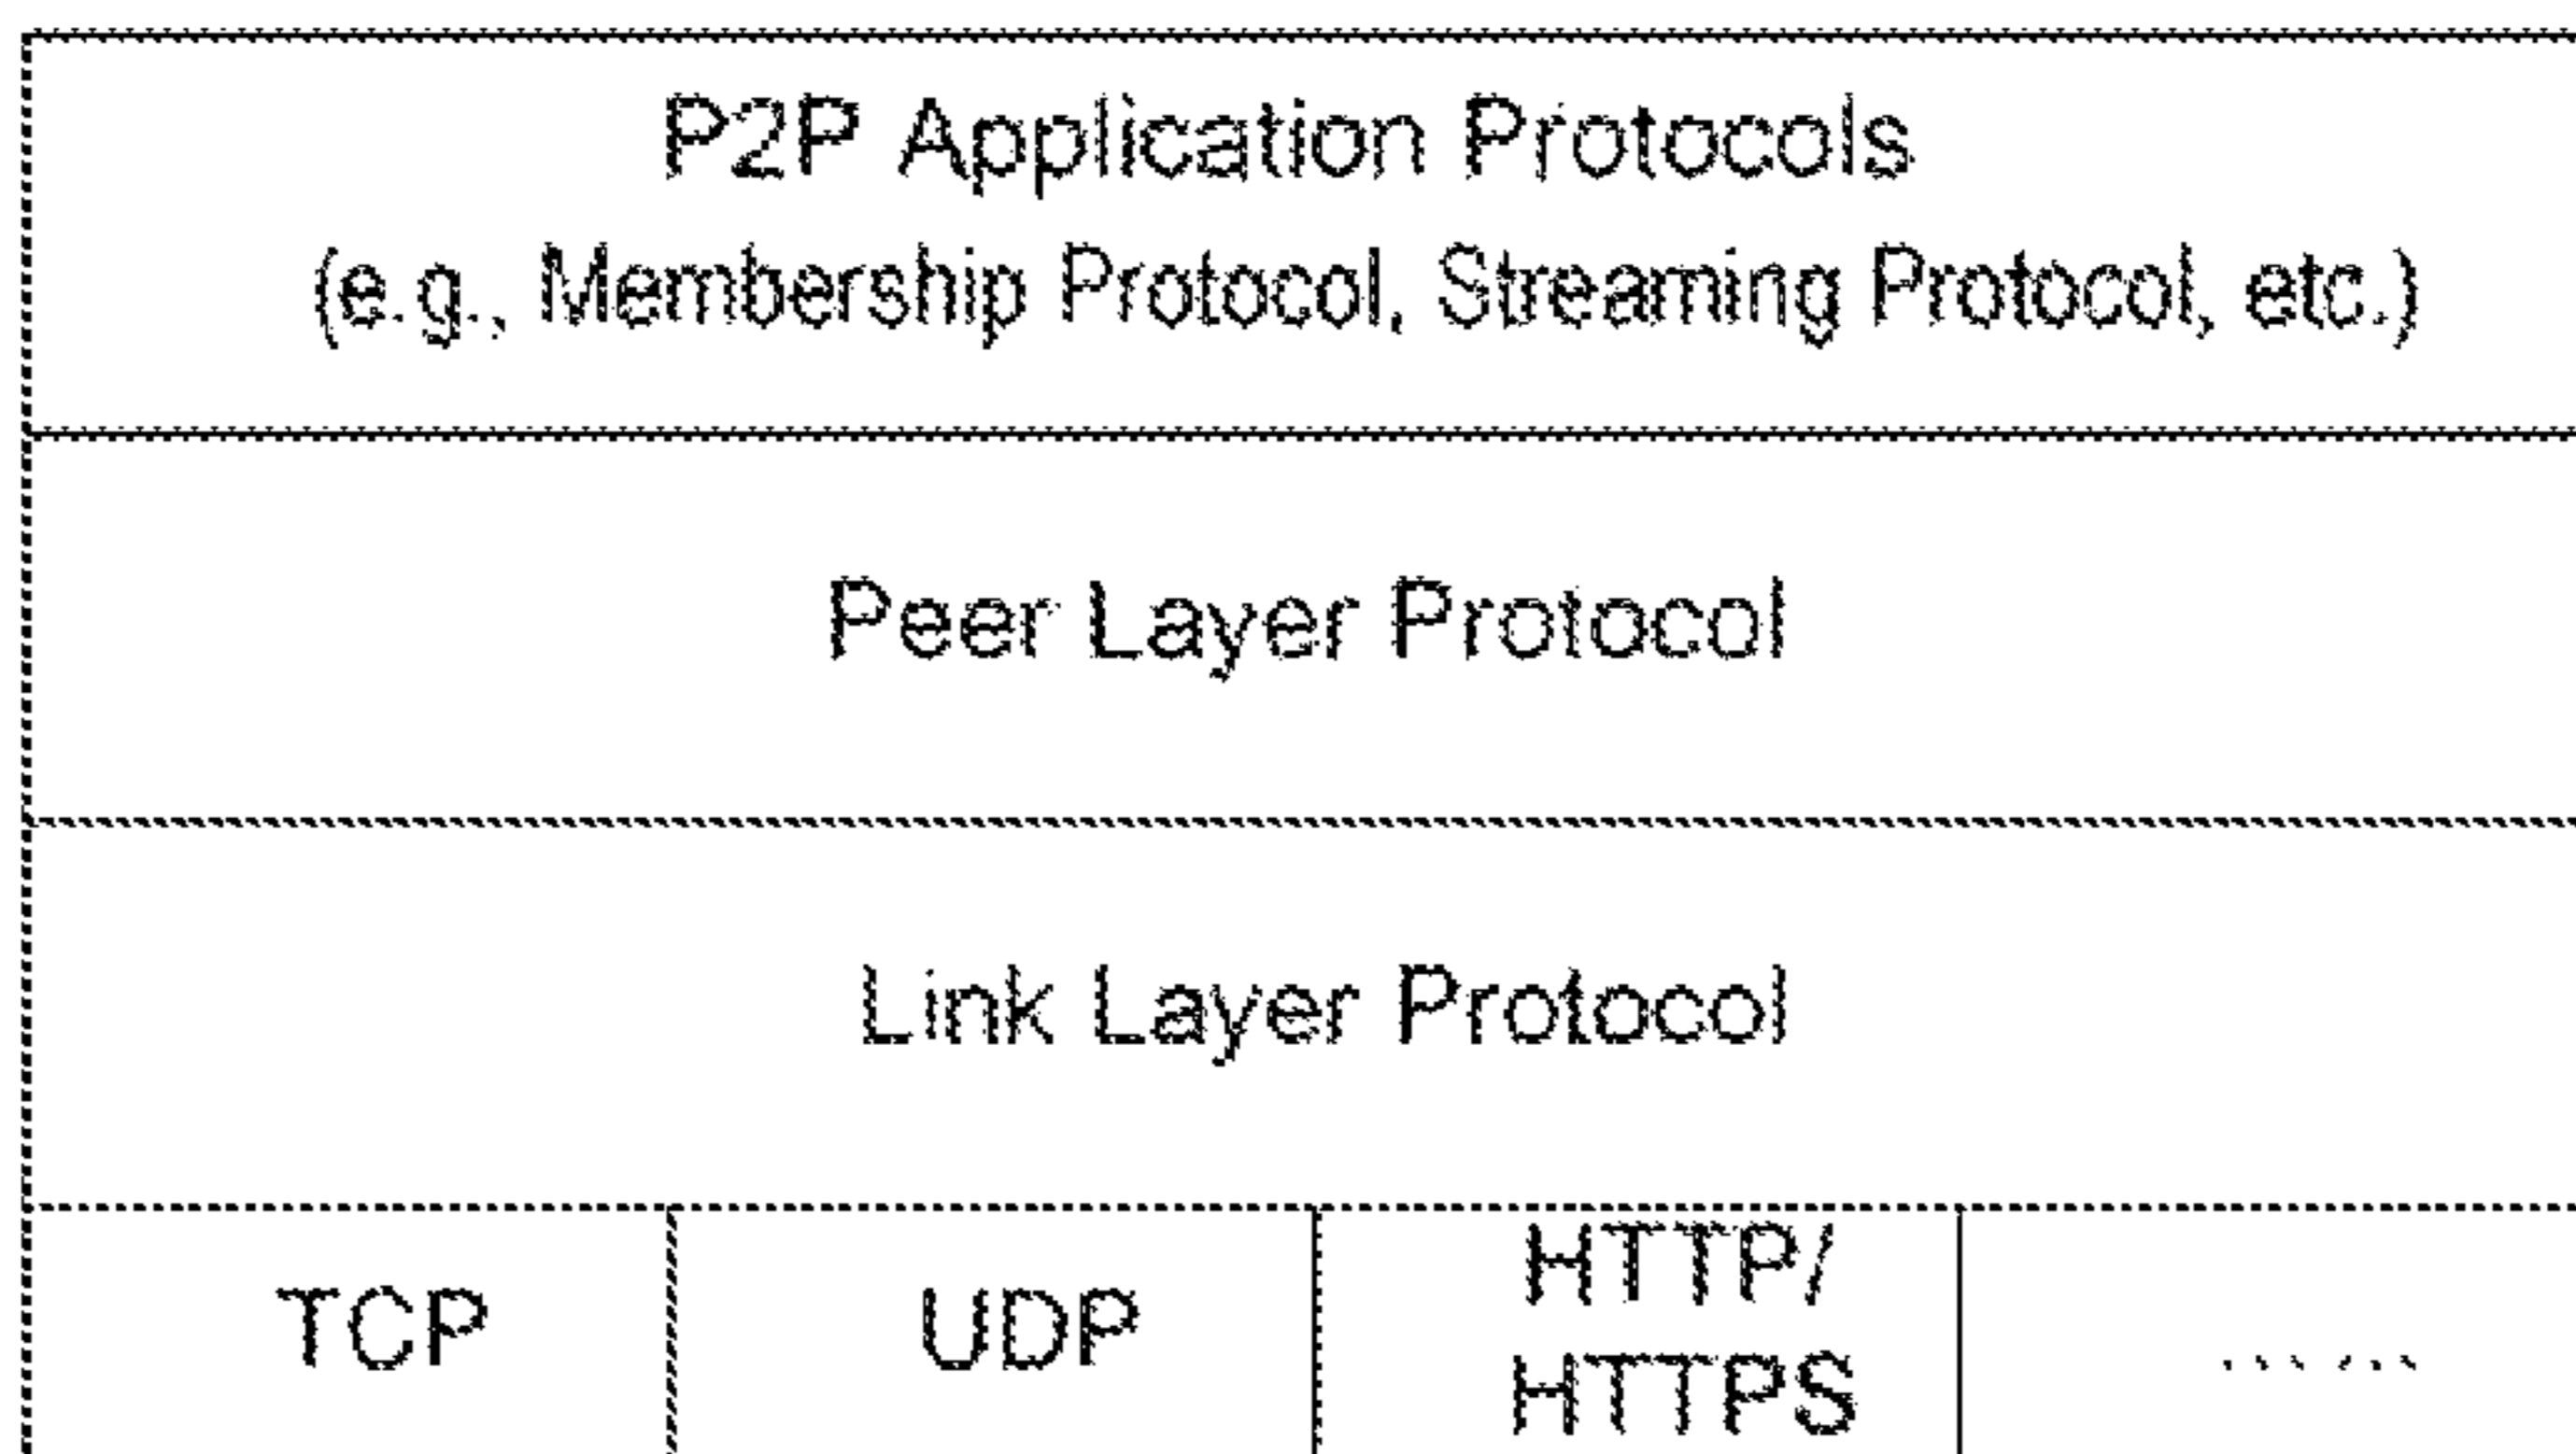 P2P Application Protocols
(e.g., Membership Protocol, Streaming Protocol, etc.)
Peer Layer Protocol
Link Layer Protocol
TCP
UDP
HTTP/
HTTPS
......